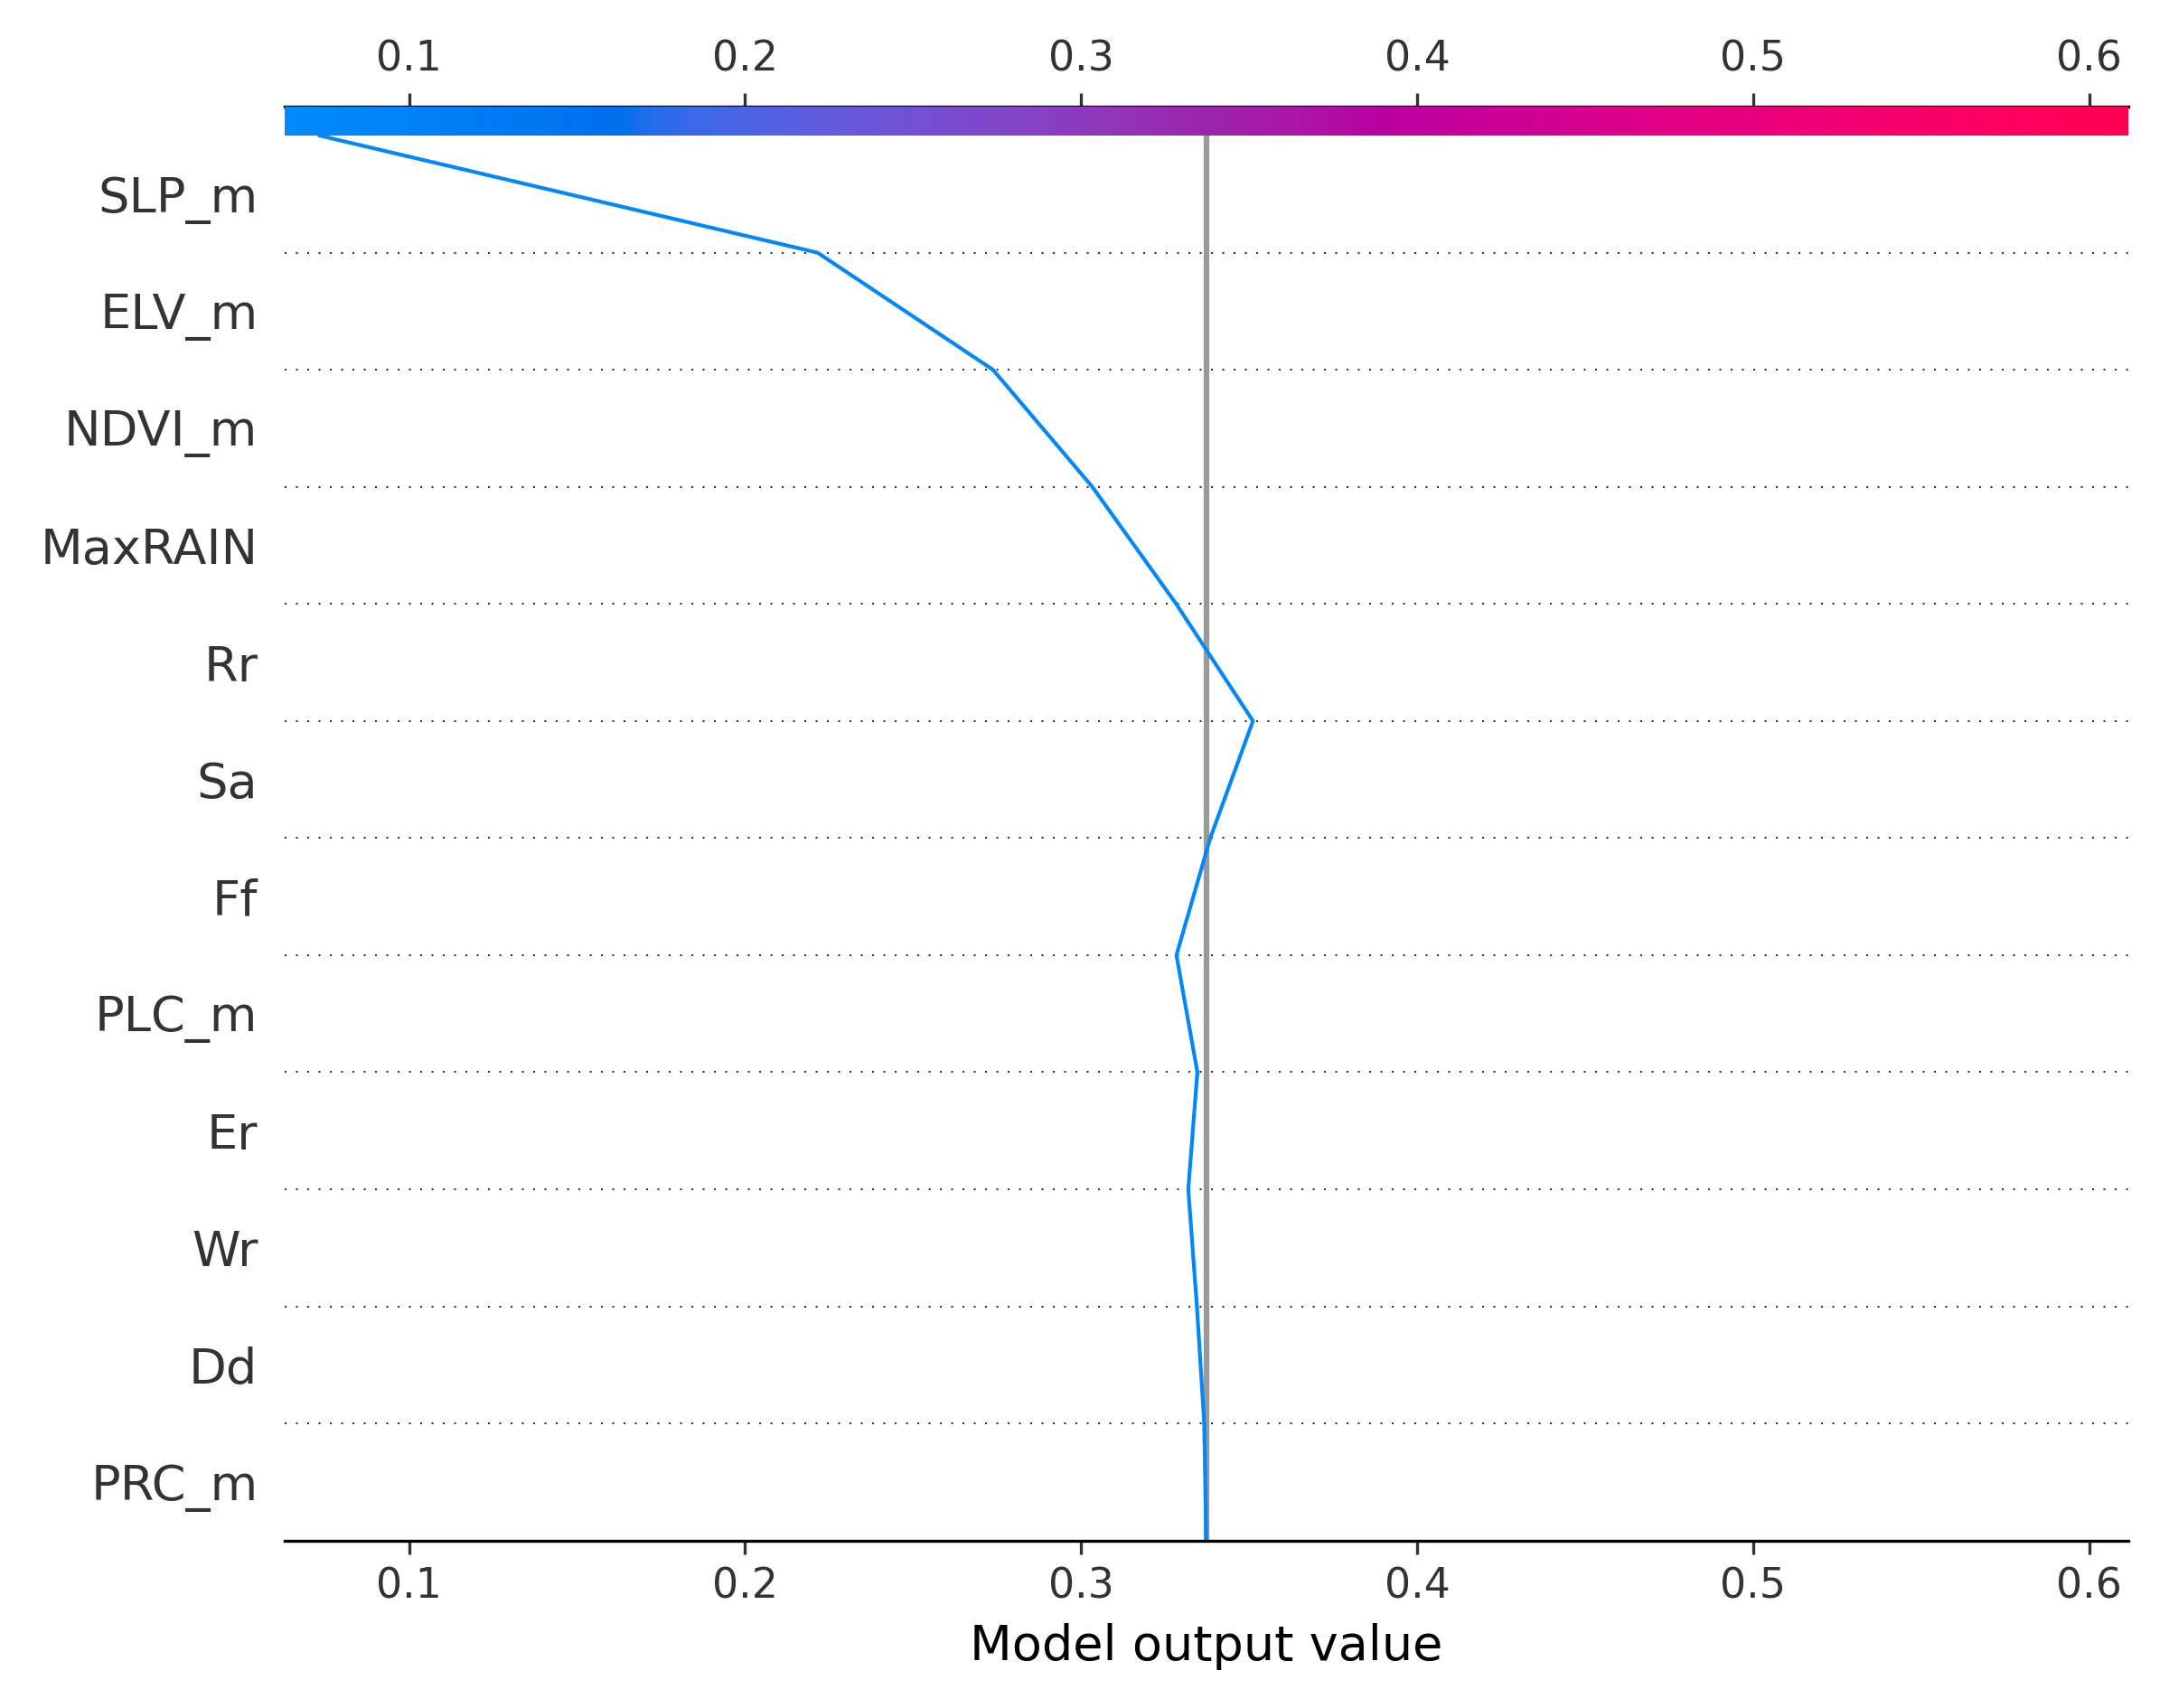 0.1 0.2 0.3 0.4 0.5 0.6
SLP_m
ELV_m
NDVI_m
MaxRAIN
Rr
Sa
Ff
PLC_m
Er
Wr
Dd
PRC_m
0.1 0.2 0.3 0.4 0.5 0.6
Model output value